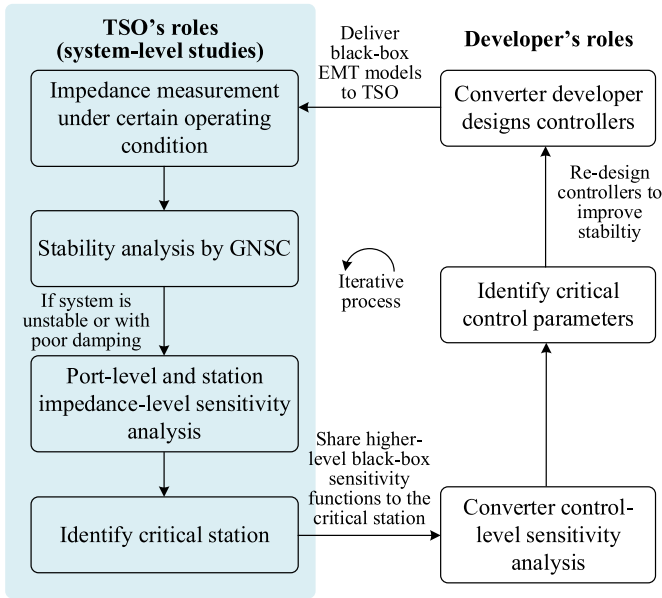 TSO's roles
(system-level studies)
Impedance measurement
under certain operating
condition
Stability analysis by GNSC
If system is
unstable or with
poor damping
Port-level and station
impedance-level sensitivity
analysis
Identify critical station
Deliver
black-box
EMT models
to TSO
Iterative
process
Share higher-
level black-box
sensitivity
functions to the
critical station
Developer's roles
Converter developer
designs controllers
Re-design
controllers to
improve
stabiltiy
Identify critical
control parameters
Converter control-
level sensitivity
analysis